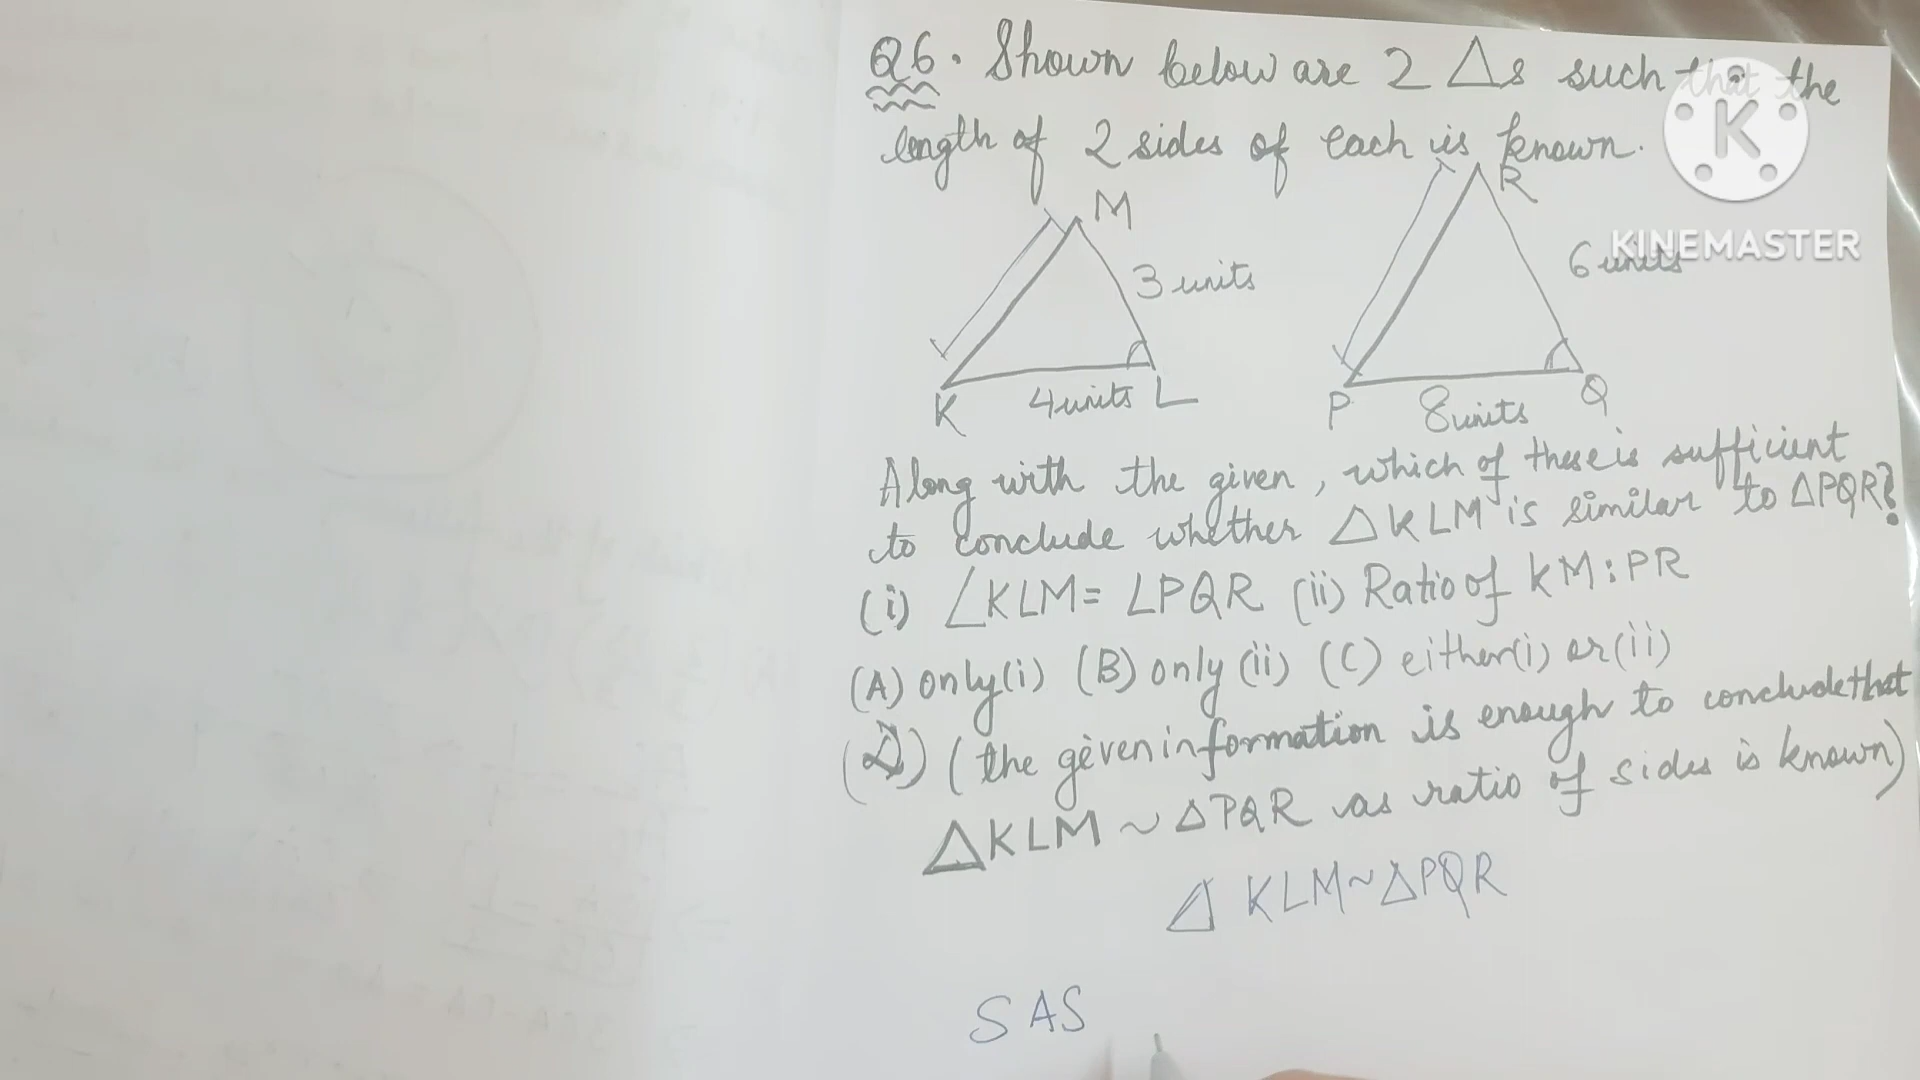 Q6. Shown below are 2 △s such that the
length of 2 sides of each is known.
K
KINEMASTER
M
R
3 units
6 units
K
4 units
L
P
8 units
Q
Along with the given, which of these is sufficient
to conclude whether △KLM is similar to △PQR?
(i) ∠KLM = ∠PQR (ii) Ratio of KM : PR
(A) only (i) (B) only (ii) (C) either (i) or (ii)
(D) (the given information is enough to conclude that
△KLM ~ △PQR as ratio of sides is known)
△ KLM ~ △PQR
SAS